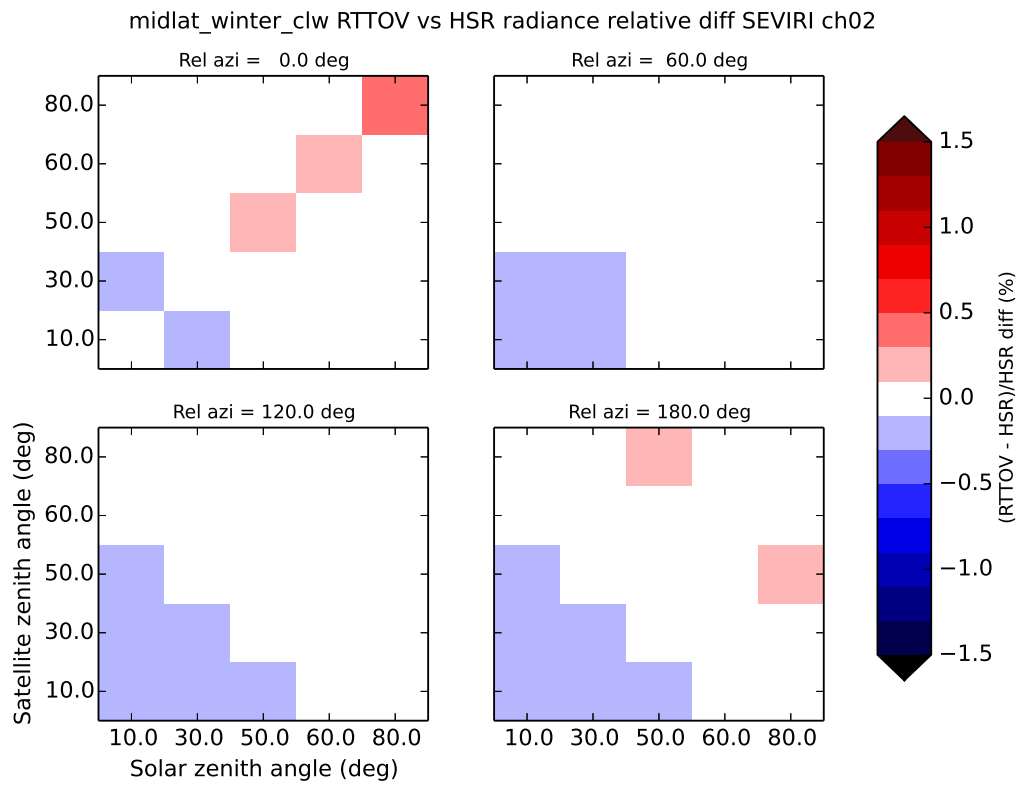 midlat_winter_clw RTTOV vs HSR radiance relative diff SEVIRI ch02
Rel azi =   0.0 deg
80.0
60.0
50.0
30.0
10.0
Rel azi =  60.0 deg
Rel azi = 120.0 deg
80.0
60.0
50.0
30.0
10.0
10.0 30.0 50.0 60.0 80.0
Solar zenith angle (deg)
Satellite zenith angle (deg)
Rel azi = 180.0 deg
10.0 30.0 50.0 60.0 80.0
1.5
1.0
0.5
0.0
−0.5
−1.0
−1.5
(RTTOV - HSR)/HSR diff (%)